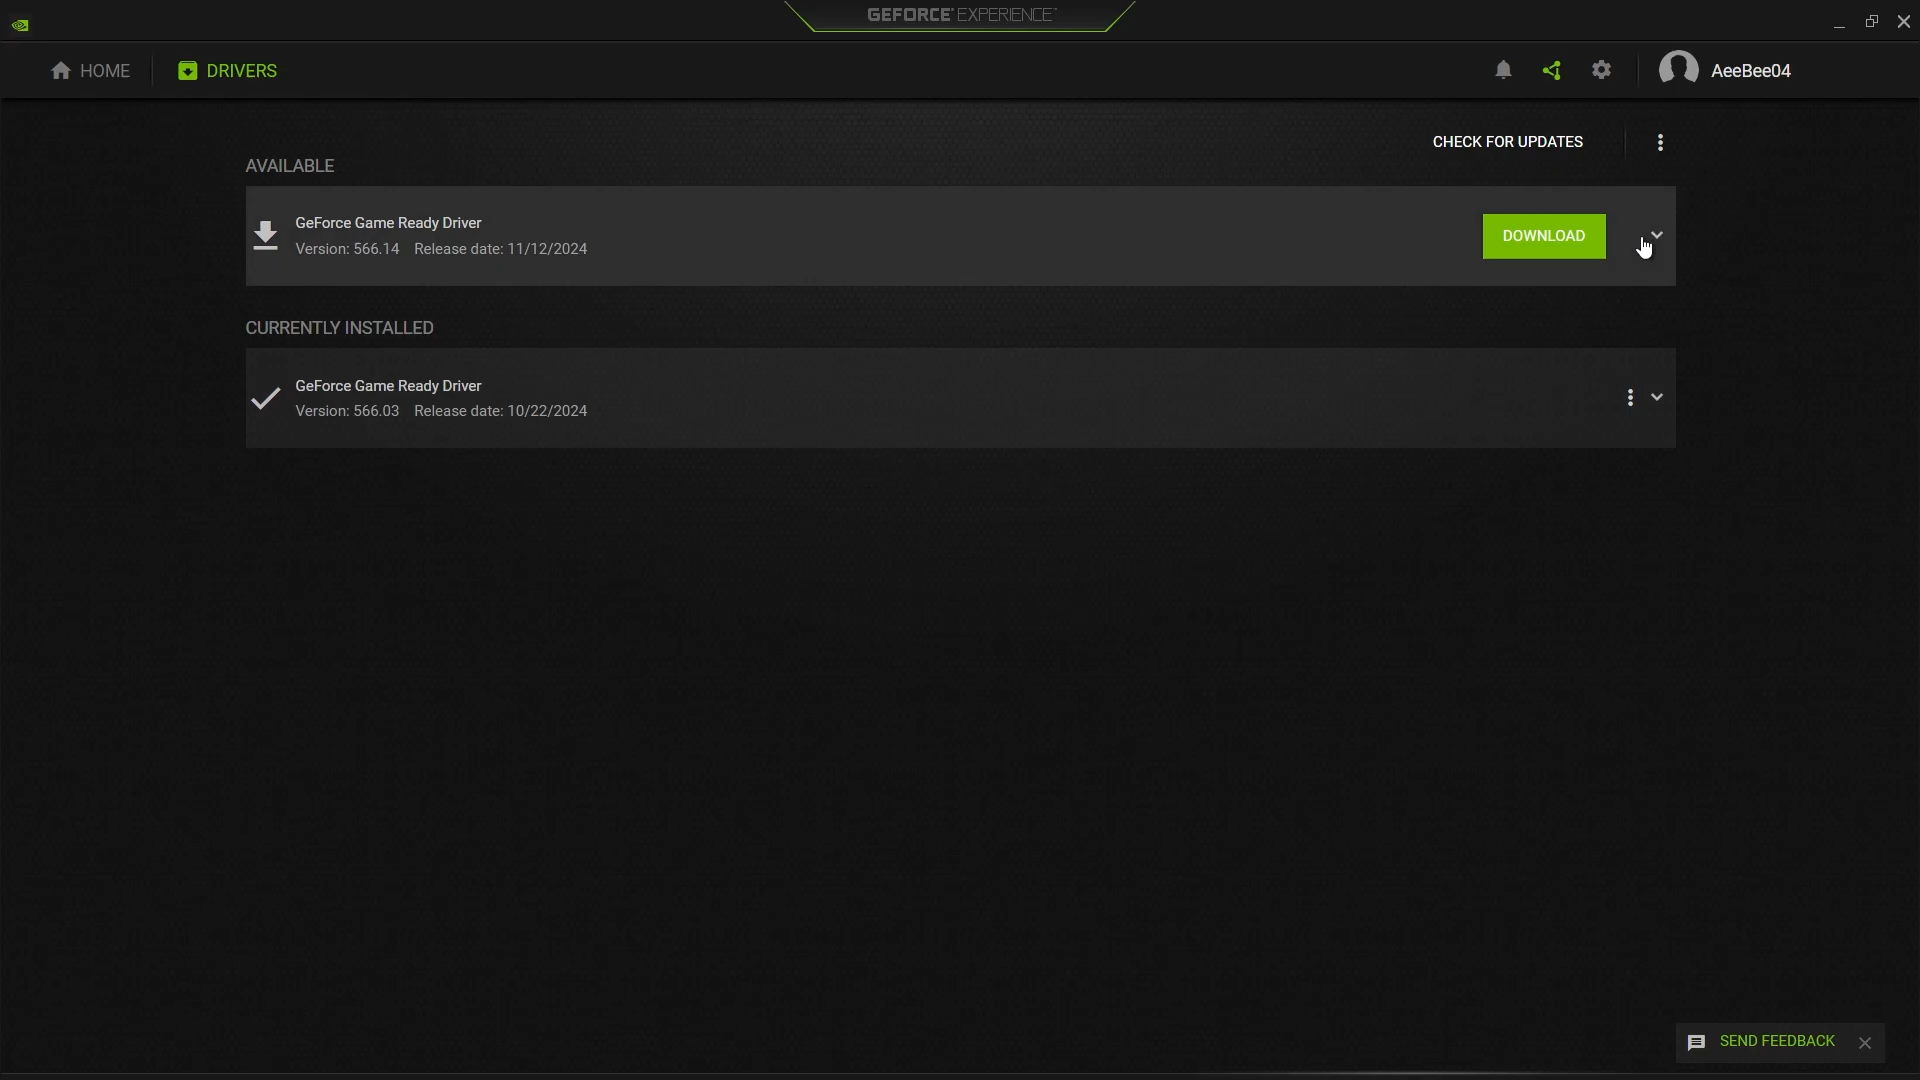 GEFORCE® EXPERIENCE™
HOME
DRIVERS
AeeBee04
CHECK FOR UPDATES
AVAILABLE
GeForce Game Ready Driver
Version: 566.14 Release date: 11/12/2024
DOWNLOAD
CURRENTLY INSTALLED
GeForce Game Ready Driver
Version: 566.03 Release date: 10/22/2024
SEND FEEDBACK